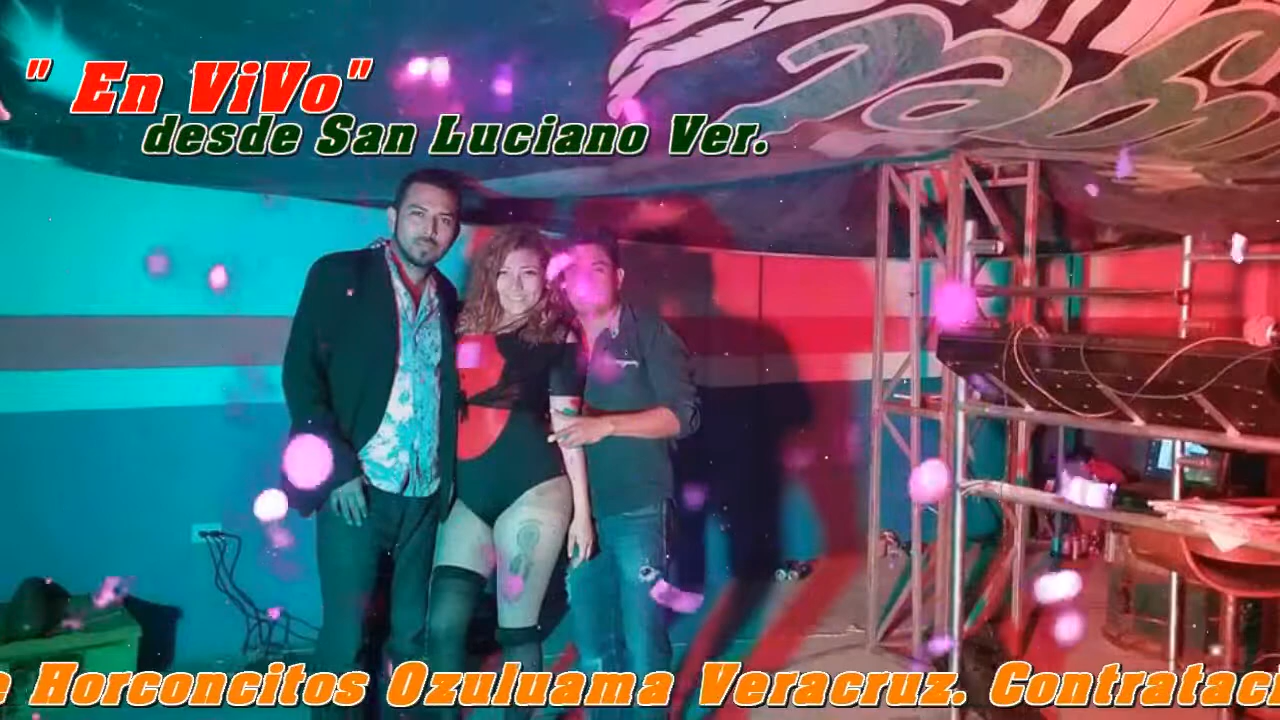 " En ViVo"
desde San Luciano Ver.
e Horconcitos Ozuluama Veracruz. Contratac